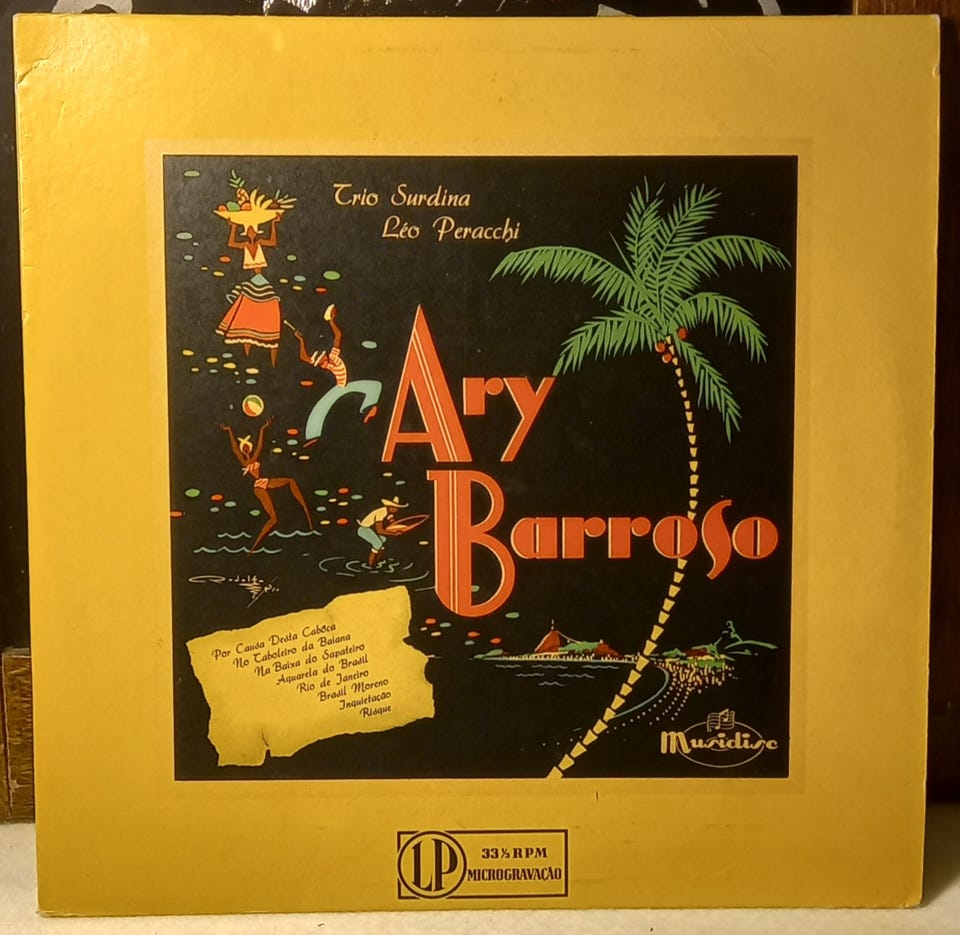 Trio Surdina
Léo Peracchi
Ary
Barroso
Por Causa Desta Cabôca
No Taboleiro da Baiana
Na Baixa do Sapateiro
Aquarela do Brasil
Rio de Janeiro
Brasil Moreno
Inquietação
Risque
Musidisc
LP
33⅓ RPM
MICROGRAVAÇÃO